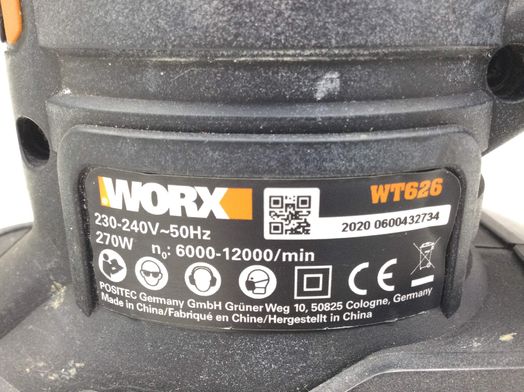 WORX
WT626
230-240V~50Hz
2020 0600432734
270W n₀: 6000-12000/min
POSITEC Germany GmbH Grüner Weg 10, 50825 Cologne, Germany
Made in China/Fabriqué en Chine/Hergestellt in China